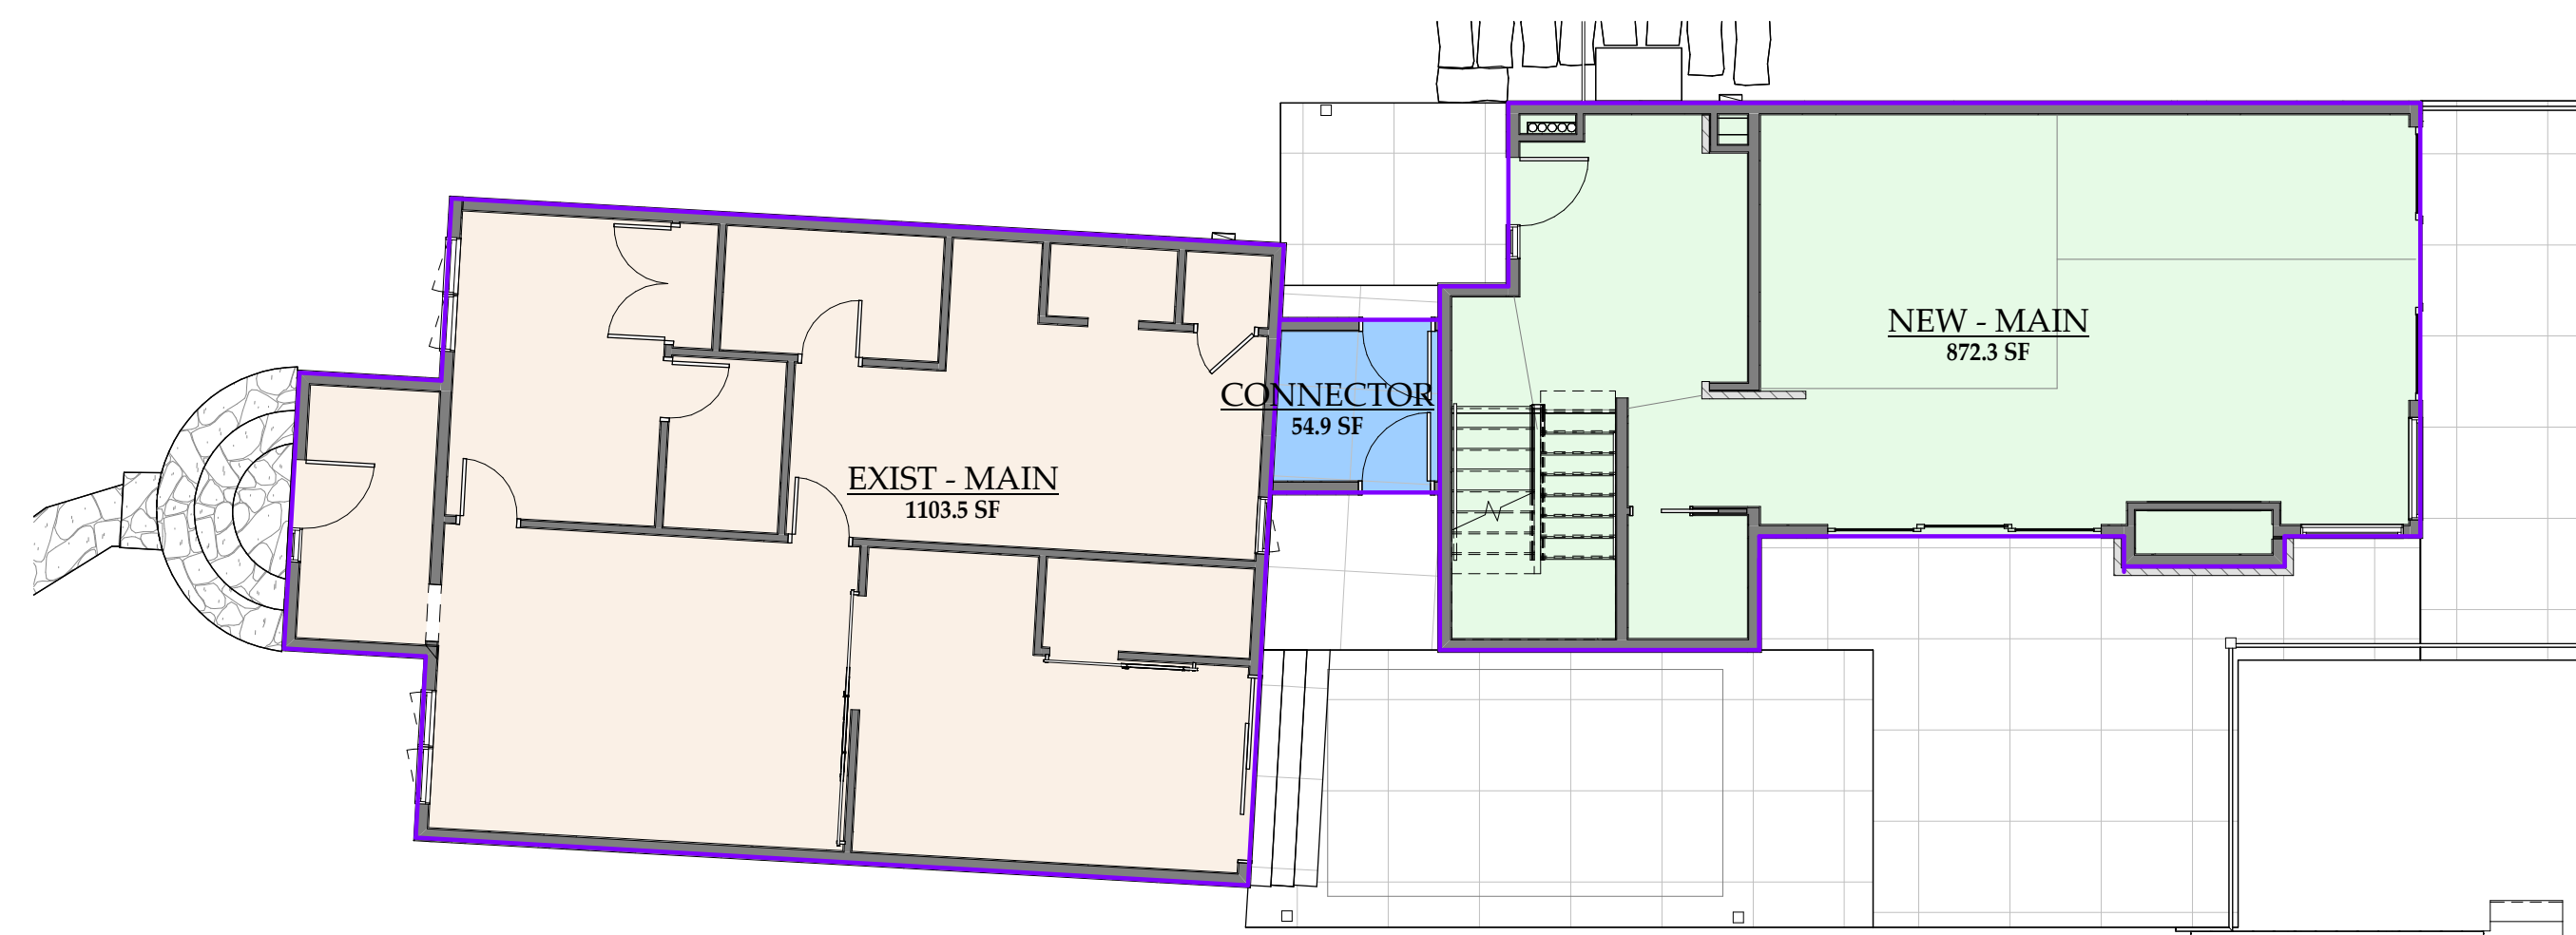 NEW - MAIN
872.3 SF
CONNECTOR
54.9 SF
EXIST - MAIN
1103.5 SF